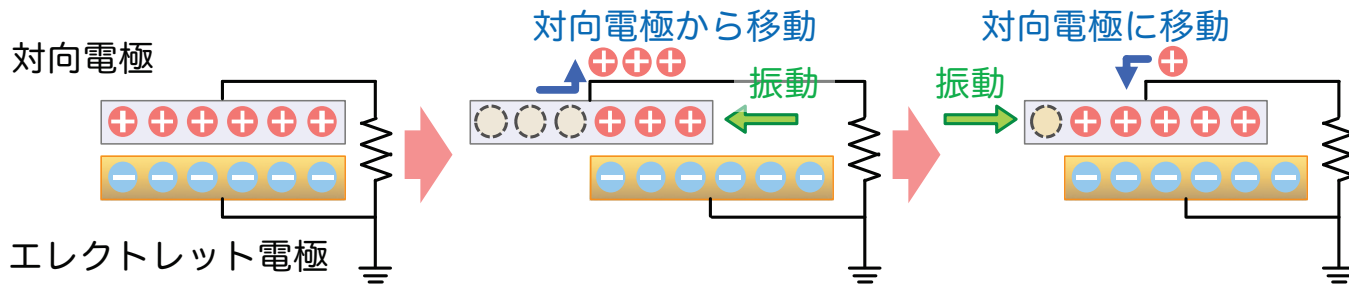 対向電極
対向電極から移動
対向電極に移動
振動
振動
エレクトレット電極